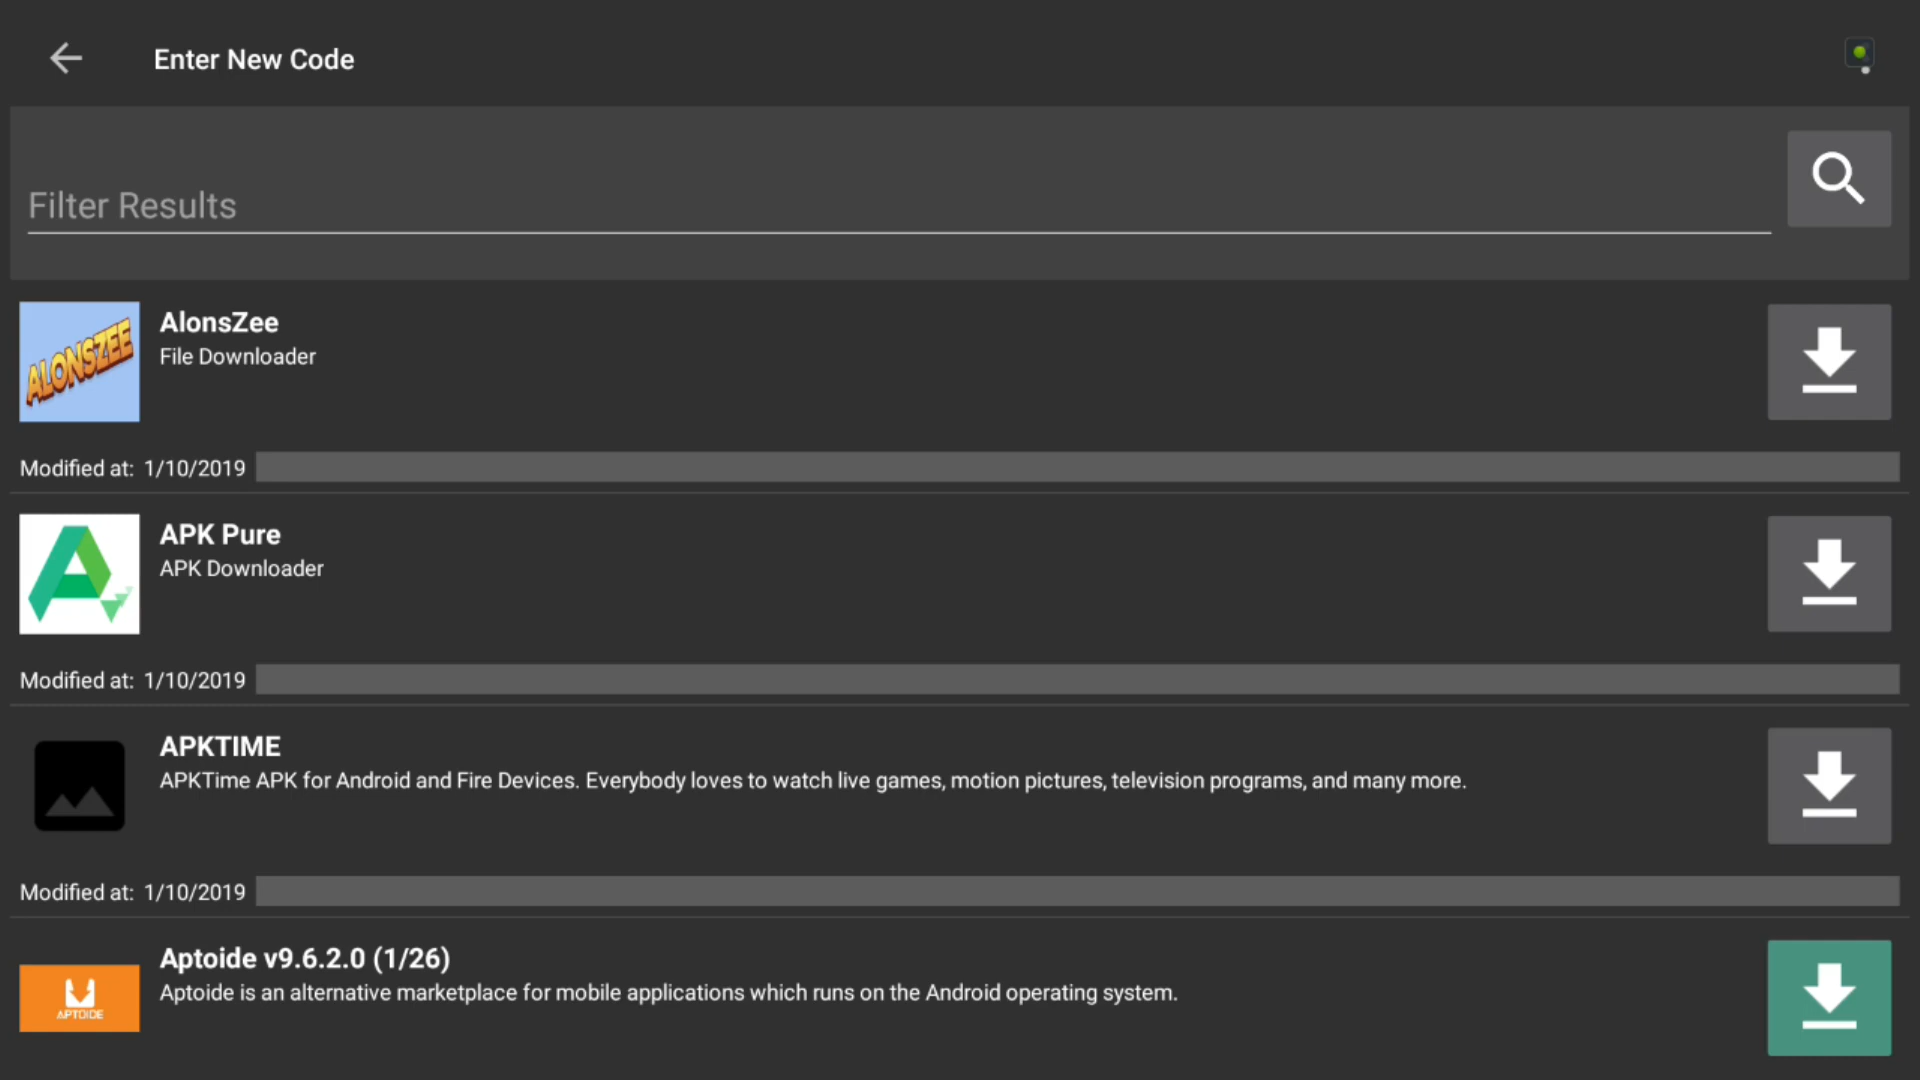 Enter New Code
Filter Results
ALONSZEE
AlonsZee
File Downloader
Modified at: 1/10/2019
APK Pure
APK Downloader
Modified at: 1/10/2019
APKTIME
APKTime APK for Android and Fire Devices. Everybody loves to watch live games, motion pictures, television programs, and many more.
Modified at: 1/10/2019
Aptoide v9.6.2.0 (1/26)
Aptoide is an alternative marketplace for mobile applications which runs on the Android operating system.
APTOIDE